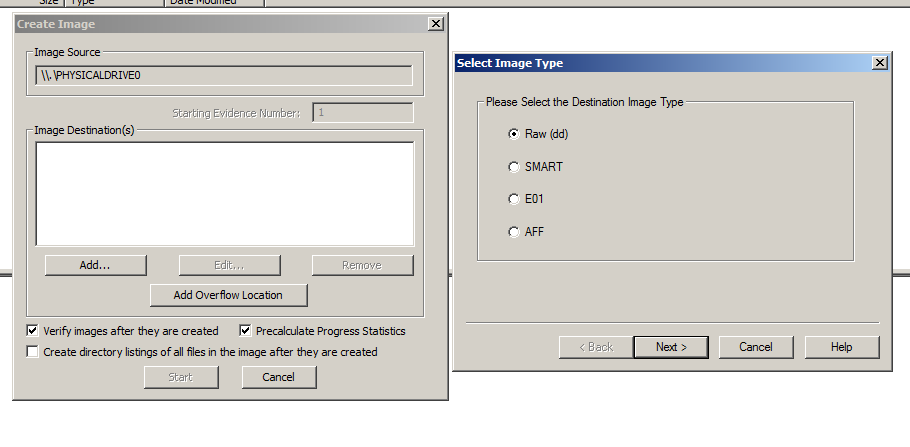 Size Type Date Modified
Create Image
Image Source
\\.\PHYSICALDRIVE0
Starting Evidence Number: 1
Image Destination(s)
Add... Edit... Remove
Add Overflow Location
Verify images after they are created Precalculate Progress Statistics
Create directory listings of all files in the image after they are created
Start Cancel
Select Image Type
Please Select the Destination Image Type
Raw (dd)
SMART
E01
AFF
< Back Next > Cancel Help